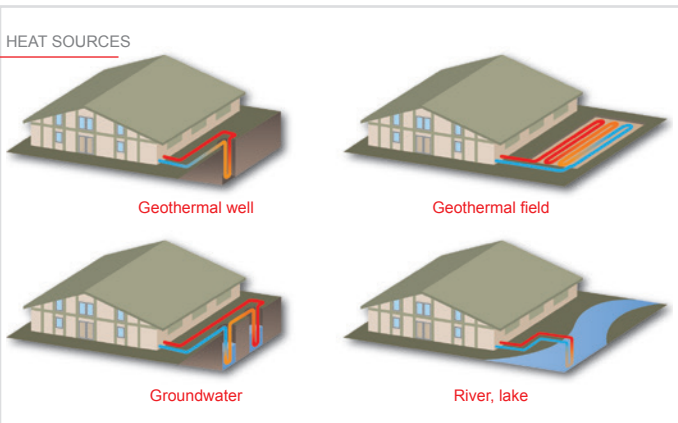 HEAT SOURCES
Geothermal well
Geothermal field
Groundwater
River, lake